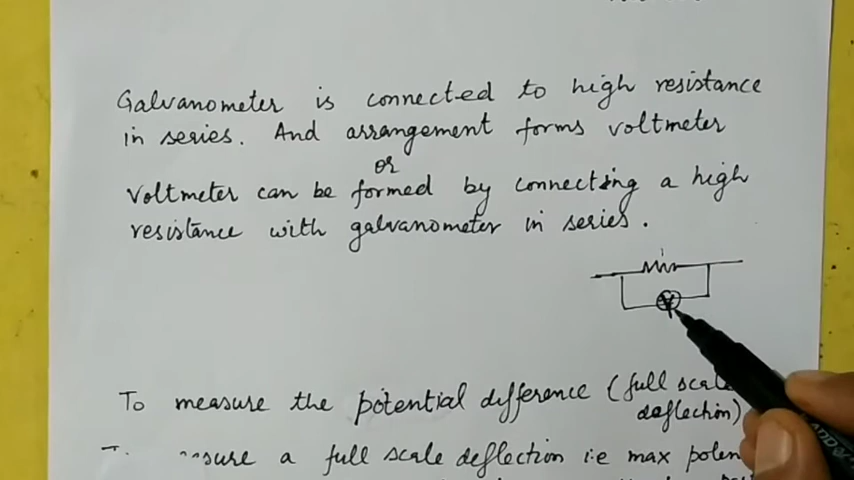 Galvanometer is connected to high resistance
in series. And arrangement forms voltmeter
or
voltmeter can be formed by connecting a high
resistance with galvanometer in series.
V
To measure the potential difference (full scale
deflection)
a full scale deflection i.e max